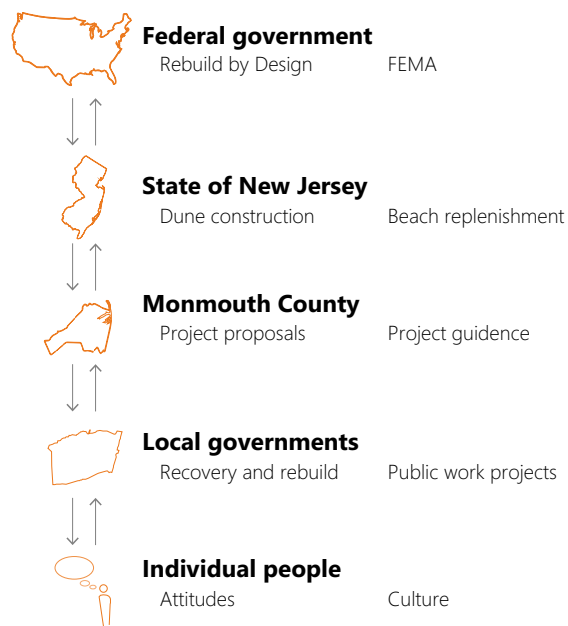 Federal government
Rebuild by Design FEMA
State of New Jersey
Dune construction Beach replenishment
Monmouth County
Project proposals Project guidence
Local governments
Recovery and rebuild Public work projects
Individual people
Attitudes Culture